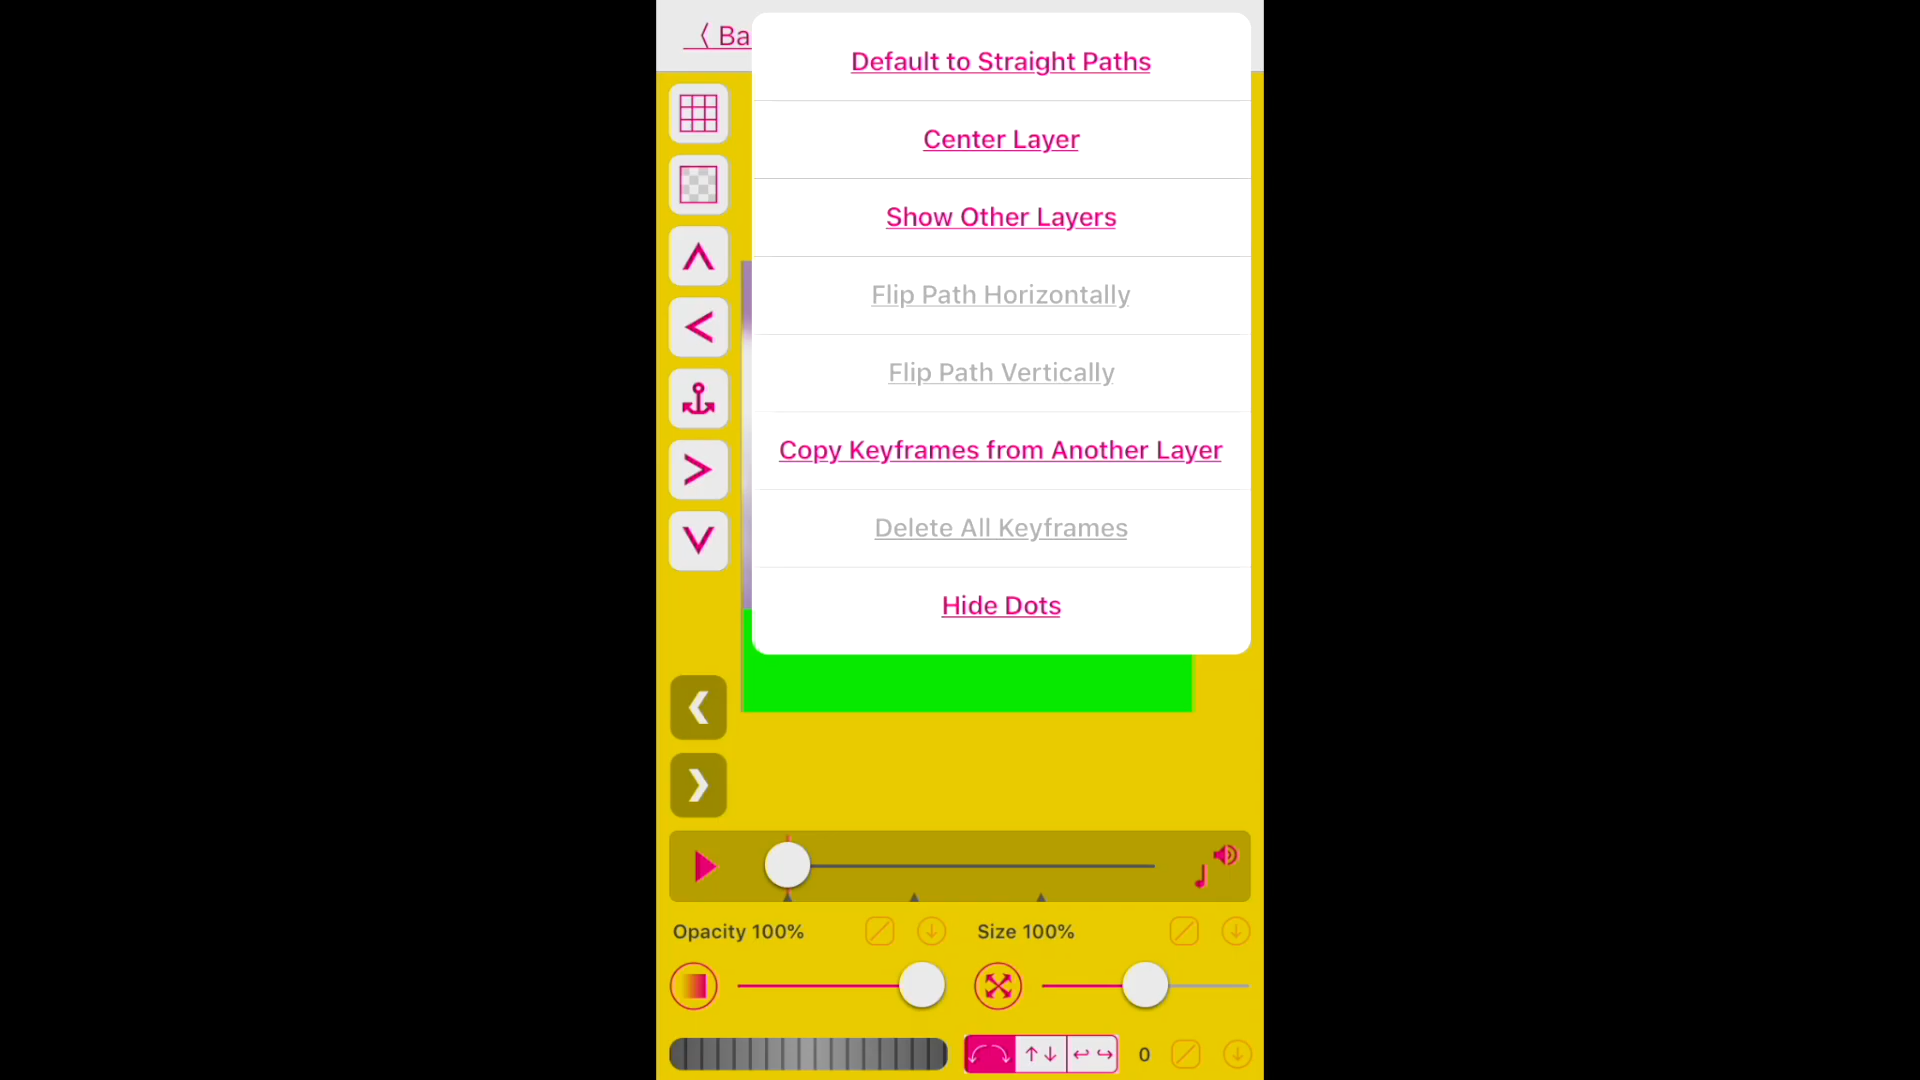 〈 Ba
Default to Straight Paths
Center Layer
Show Other Layers
Flip Path Horizontally
Flip Path Vertically
Copy Keyframes from Another Layer
Delete All Keyframes
Hide Dots
Opacity 100%
Size 100%
0